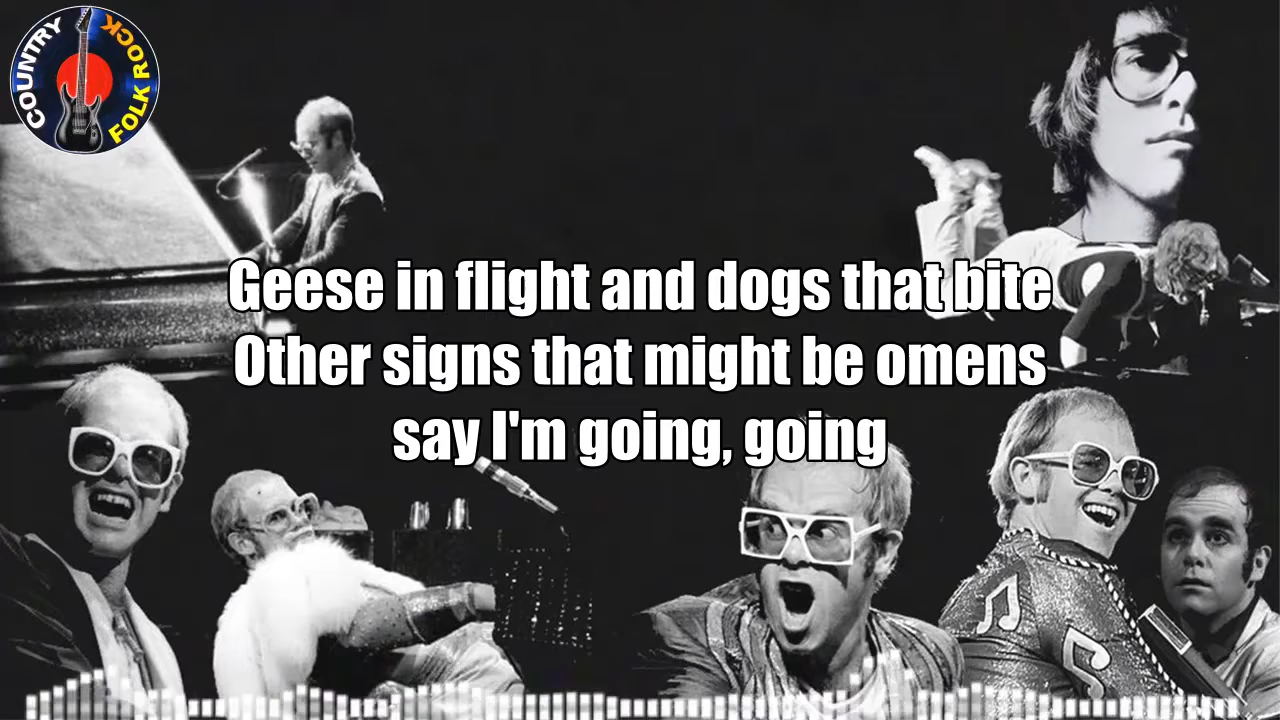 COUNTRY
FOLK ROCK
Geese in flight and dogs that bite
Other signs that might be omens
say I'm going, going